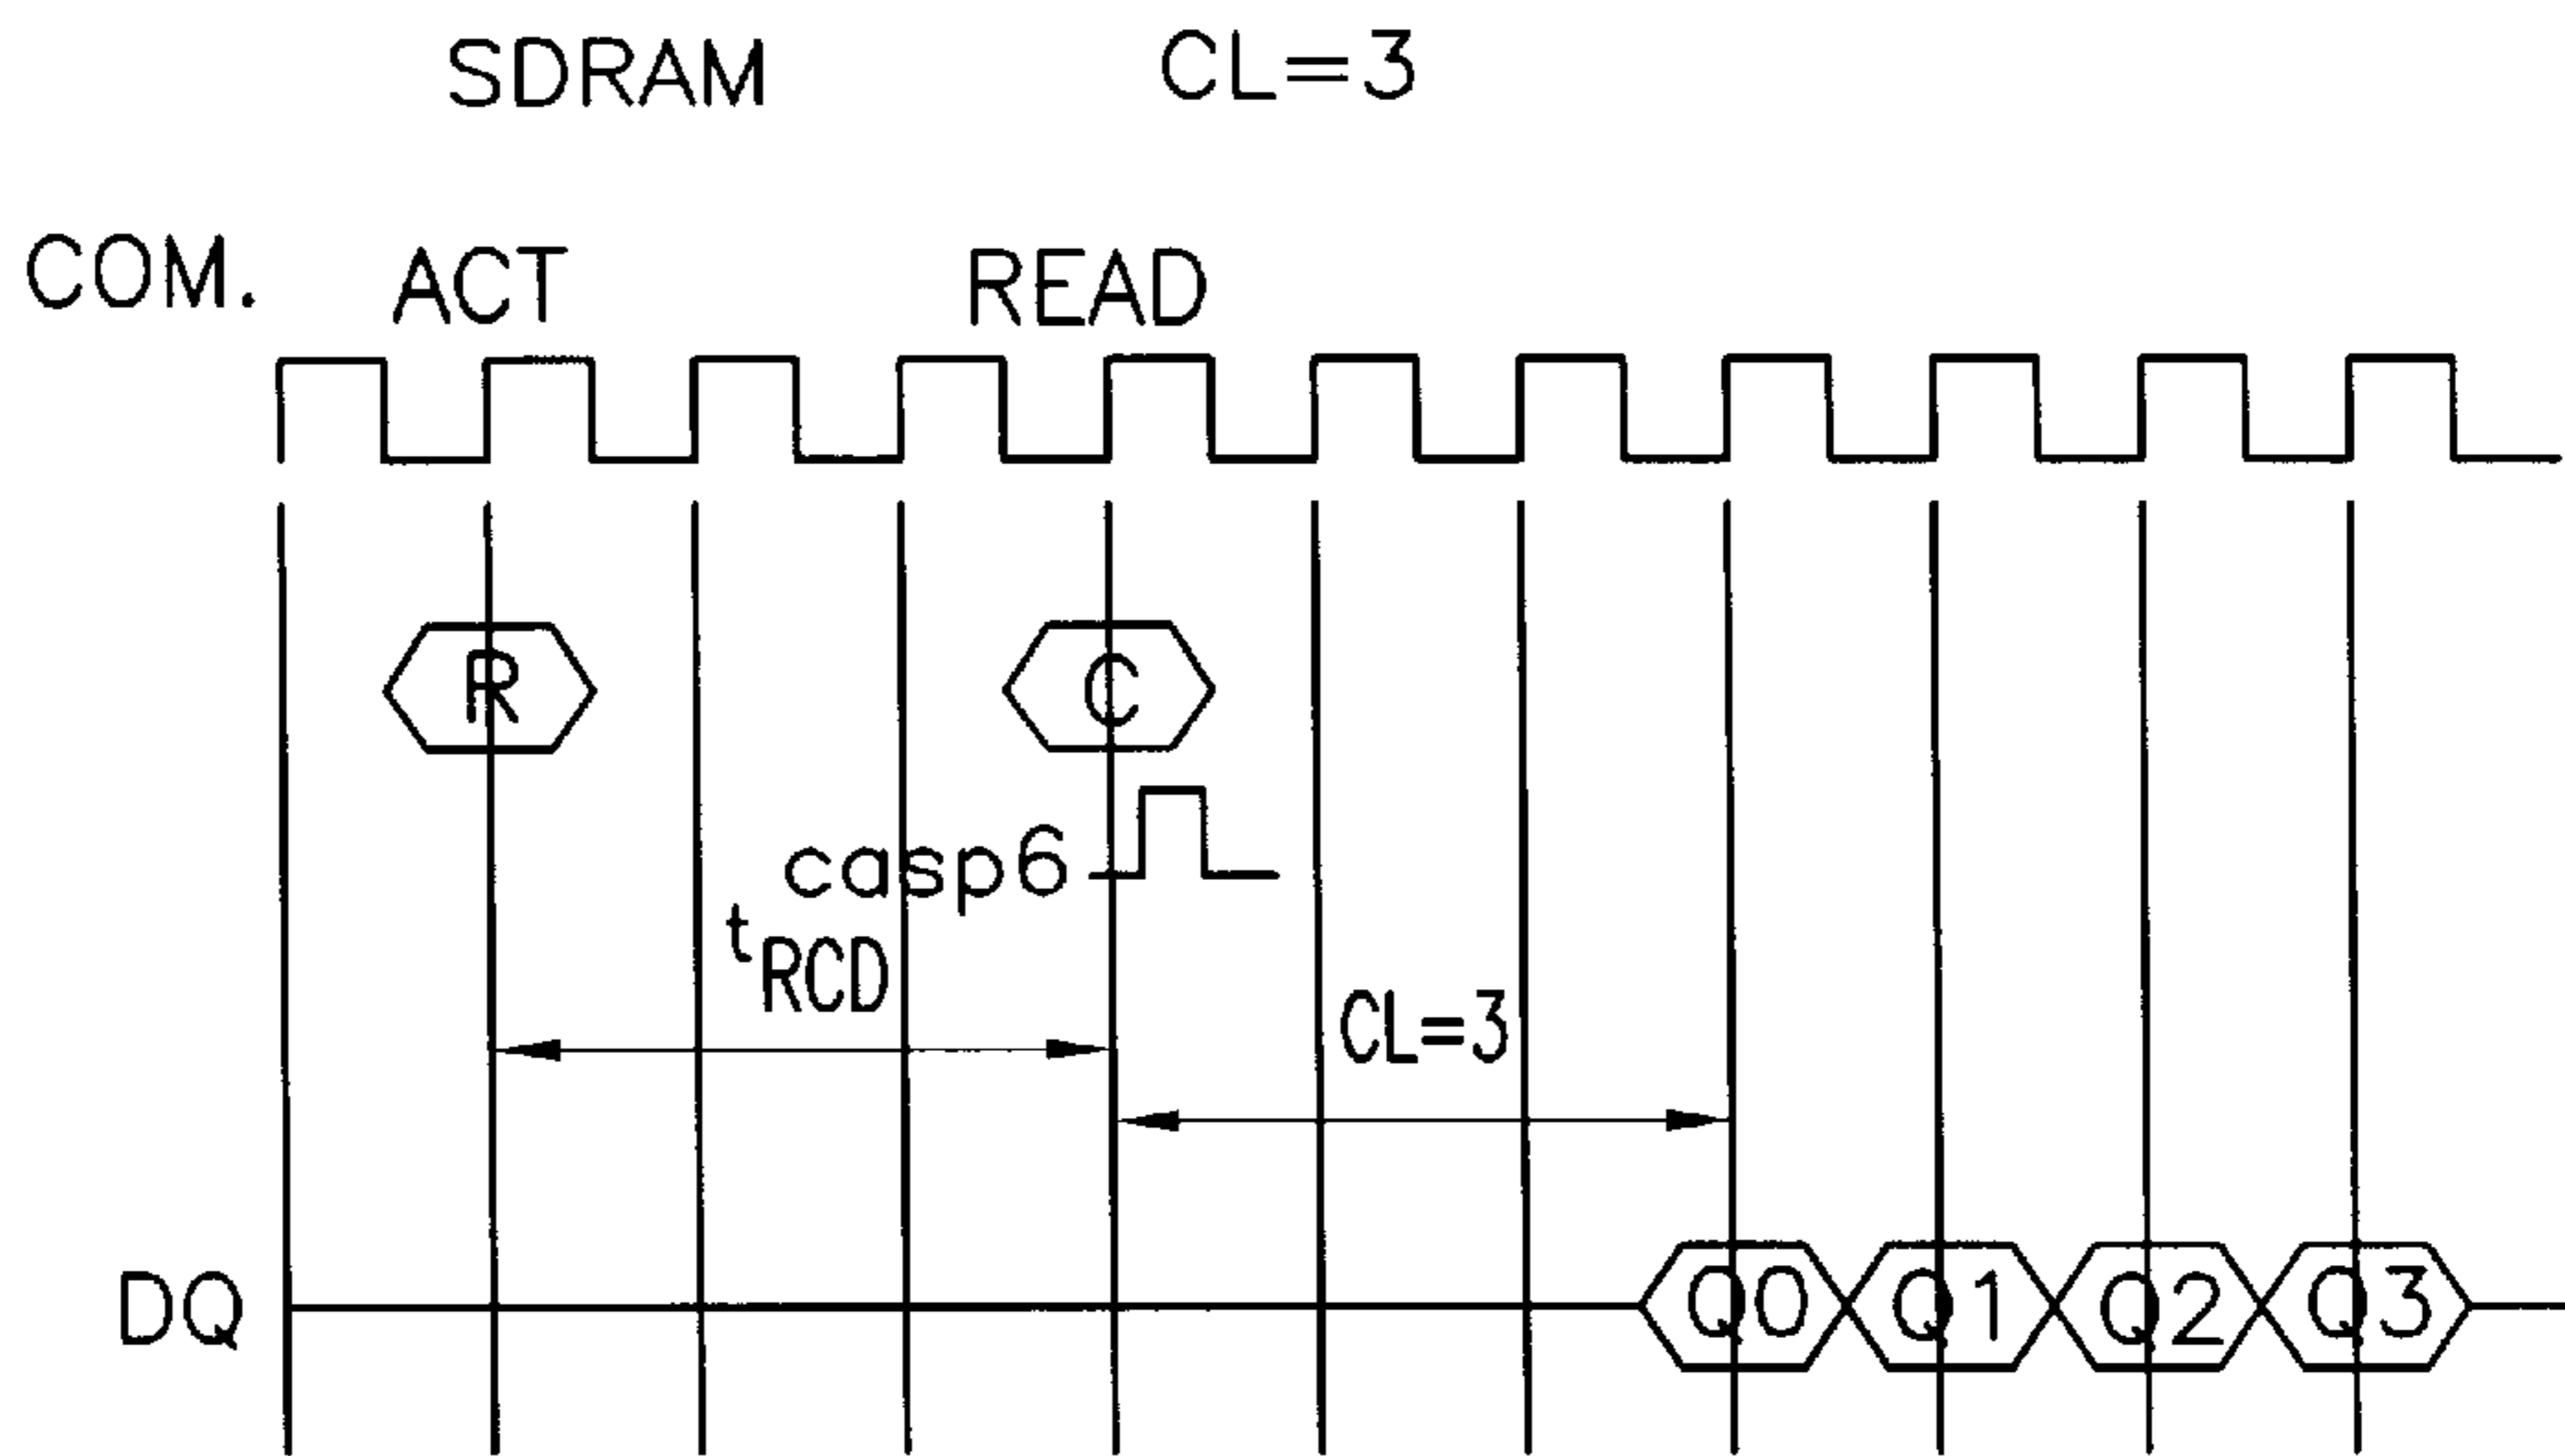 SDRAM CL=3
COM. ACT READ
R C
casp6
tRCD
CL=3
DQ Q0 Q1 Q2 Q3